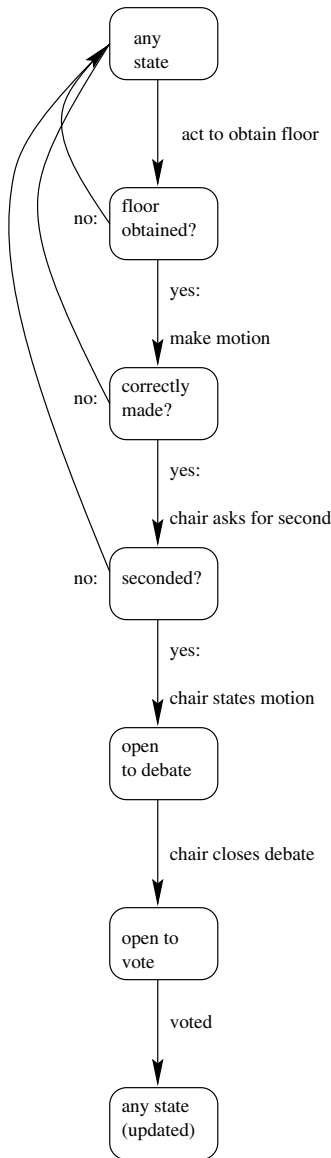 any
state
act to obtain floor
floor
obtained?
no:
yes:
make motion
correctly
made?
no:
yes:
chair asks for second
no:
seconded?
yes:
chair states motion
open
to debate
chair closes debate
open to
vote
voted
any state
(updated)